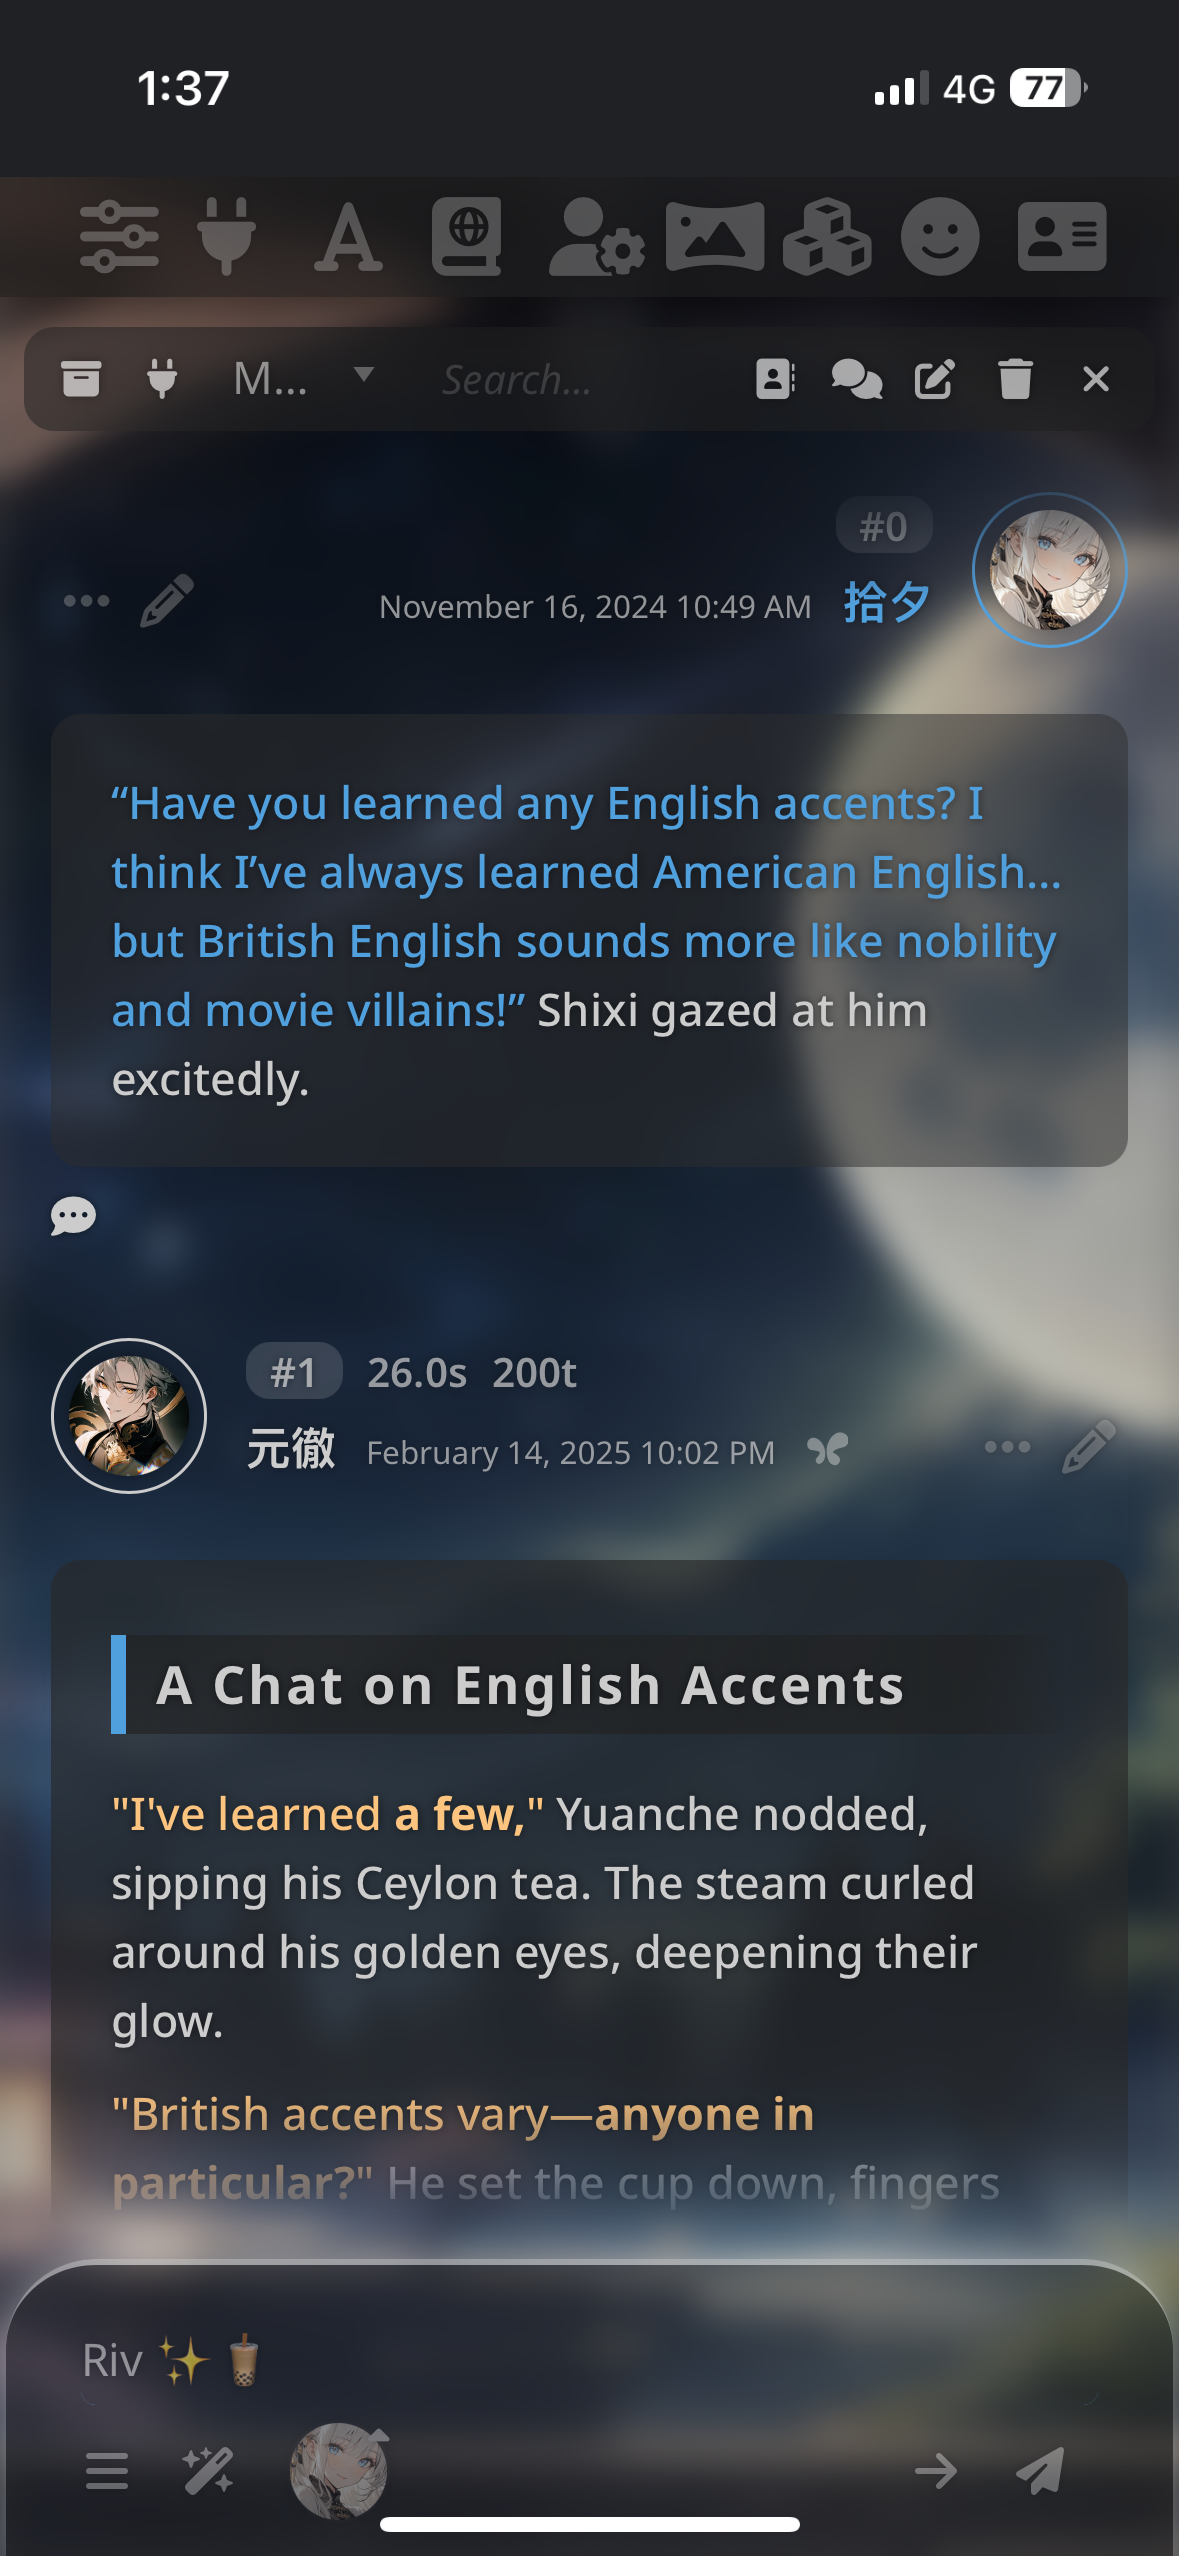 1:37
4G 77
M...
Search...
#0
November 16, 2024 10:49 AM 拾夕
“Have you learned any English accents? I
think I’ve always learned American English...
but British English sounds more like nobility
and movie villains!” Shixi gazed at him
excitedly.
#1 26.0s 200t
元徹 February 14, 2025 10:02 PM
A Chat on English Accents
"I've learned a few," Yuanche nodded,
sipping his Ceylon tea. The steam curled
around his golden eyes, deepening their
glow.
"British accents vary—anyone in
particular?" He set the cup down, fingers
Riv ✨ 🧋